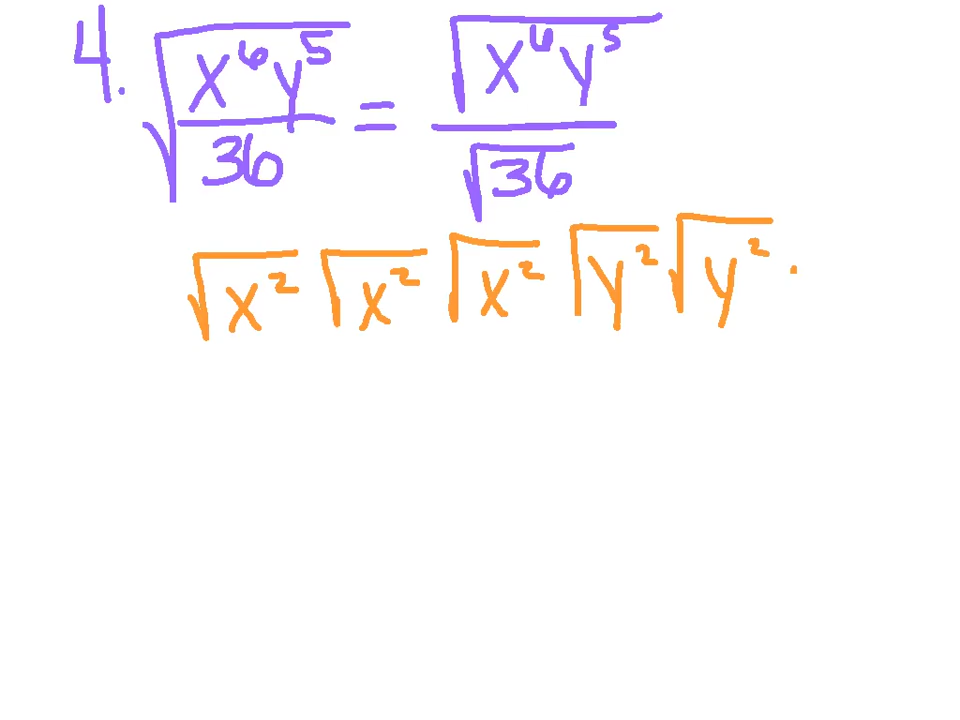 4. √(x⁶y⁵/36) = √(x⁶y⁵)/√36
√x² √x² √x² √y² √y² ·